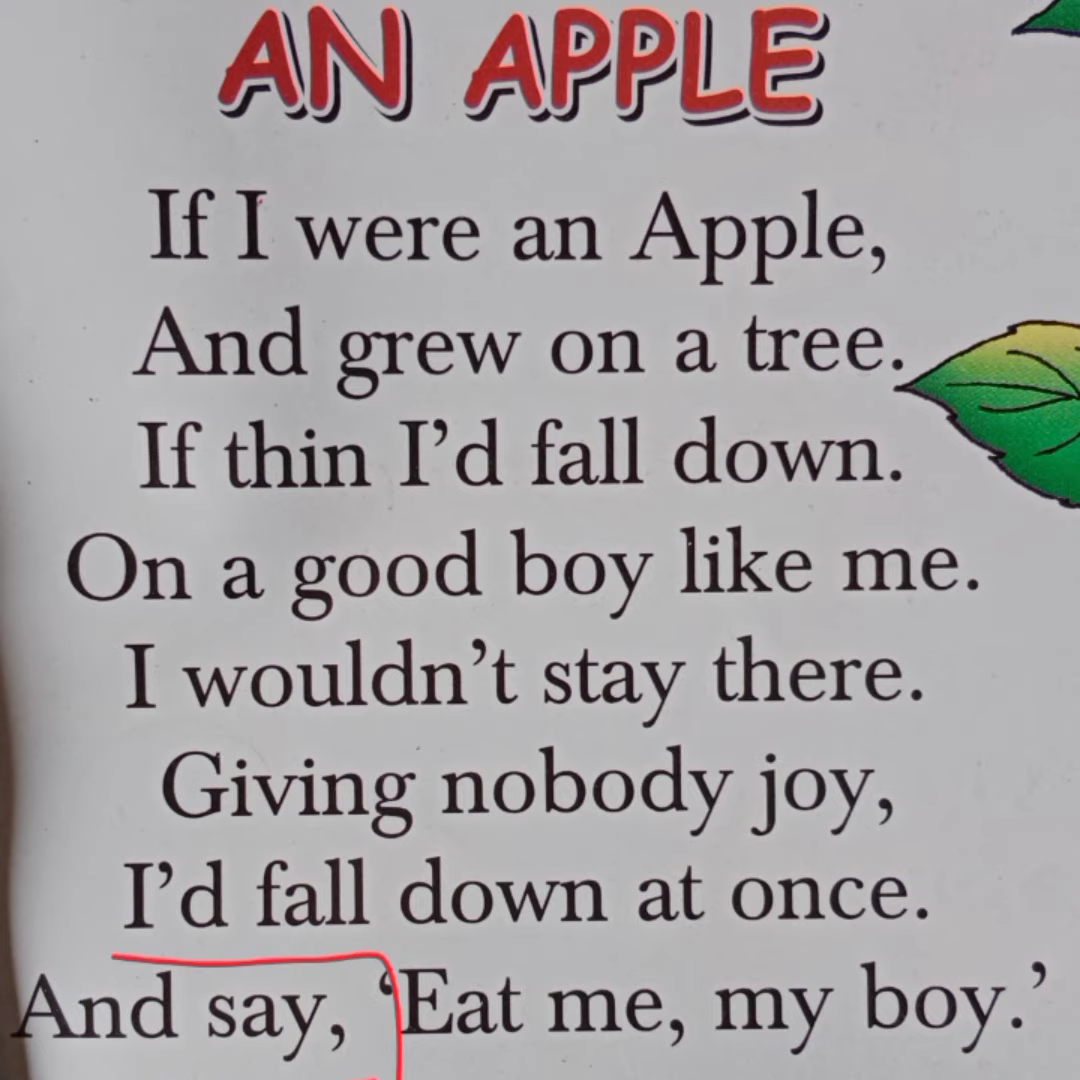 AN APPLE
If I were an Apple,
And grew on a tree.
If thin I’d fall down.
On a good boy like me.
I wouldn’t stay there.
Giving nobody joy,
I’d fall down at once.
And say, ‘Eat me, my boy.’